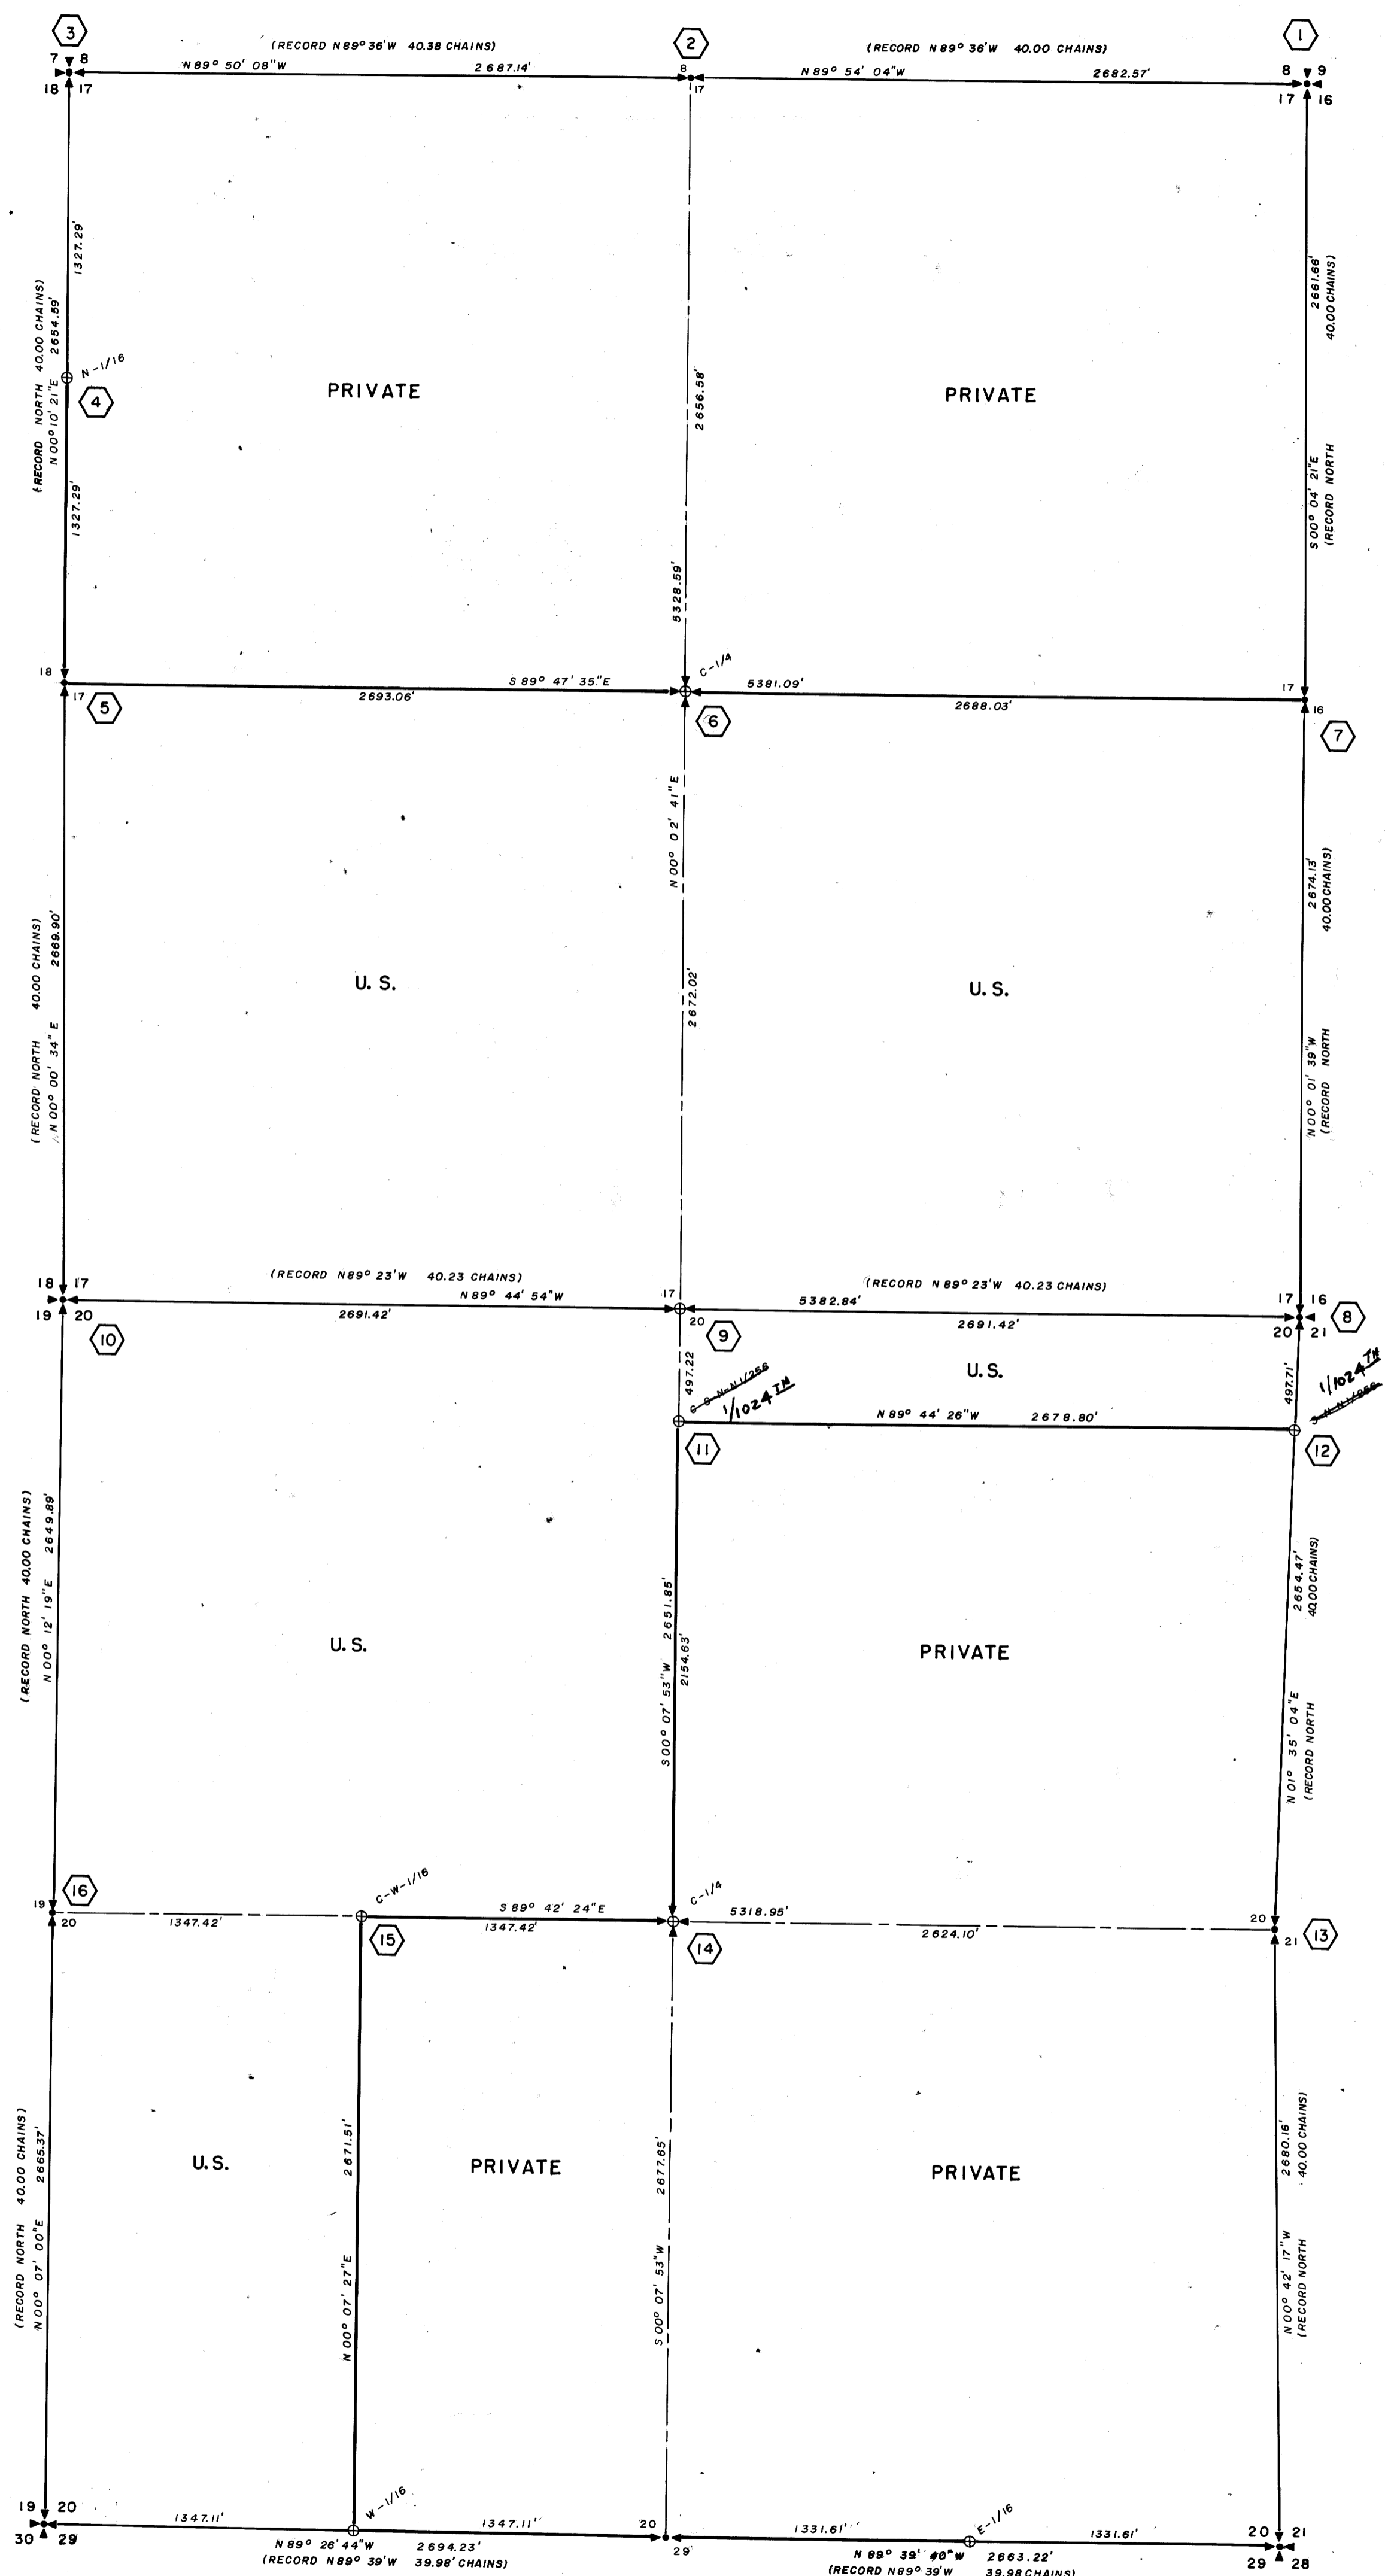 3
(RECORD N89° 36'W 40.38 CHAINS)
2
(RECORD N89° 36'W 40.00 CHAINS)
1
7 8
N89° 50' 08"W 2687.14'
8
N89° 54' 04"W 2682.57'
8 9
18 17
17
17 16
1327.29'
(RECORD NORTH 40.00 CHAINS)
N00° 10' 21"E 2654.59'
N-1/16
4
1327.29'
PRIVATE
2656.58'
5328.59'
PRIVATE
2661.66'
40.00 CHAINS)
S00° 04' 21"E
(RECORD NORTH
18
17
5
2693.06'
S89° 47' 35."E
C-1/4
6
5381.09'
2688.03'
17
16
7
(RECORD NORTH 40.00 CHAINS)
N00° 00' 34" E 2669.90'
U.S.
N00° 02' 41" E
2672.02'
U.S.
2674.13'
40.00 CHAINS)
N00° 01' 39"W
(RECORD NORTH
(RECORD N89° 23'W 40.23 CHAINS)
(RECORD N89° 23'W 40.23 CHAINS)
18 17
N89° 44' 54"W
17
5382.84'
17 16
19 20
10
2691.42'
20
9
2691.42'
20 21
8
497.22
C-S-N-N1/256
1/1024TH
11
U.S.
N89° 44' 26"W 2678.80'
497.71'
1/1024TH
S-N-N1/256
12
(RECORD NORTH 40.00 CHAINS)
N00° 12' 19"E 2649.89'
U.S.
S00° 07' 53"W 2651.85'
2154.63'
PRIVATE
2654.47'
40.00 CHAINS)
N01° 35' 04"E
(RECORD NORTH
16
19
20
1347.42'
C-W-1/16
15
S89° 42' 24"E
1347.42'
C-1/4
14
5318.95'
2624.10'
20
21
13
(RECORD NORTH 40.00 CHAINS)
N00° 07' 00"E 2665.37'
U.S.
N00° 07' 27"E 2671.51'
PRIVATE
S00° 07' 53"W 2677.65'
PRIVATE
2680.16'
40.00 CHAINS)
N00° 42' 17"W
(RECORD NORTH
19 20
1347.11'
W-1/16
1347.11'
20
1331.61'
E-1/16
1331.61'
20 21
30 29
N89° 26' 44"W 2694.23'
29
N89° 39' 40"W 2663.22'
29 28
(RECORD N89° 39'W 39.98' CHAINS)
(RECORD N89° 39'W 39.98 CHAINS)